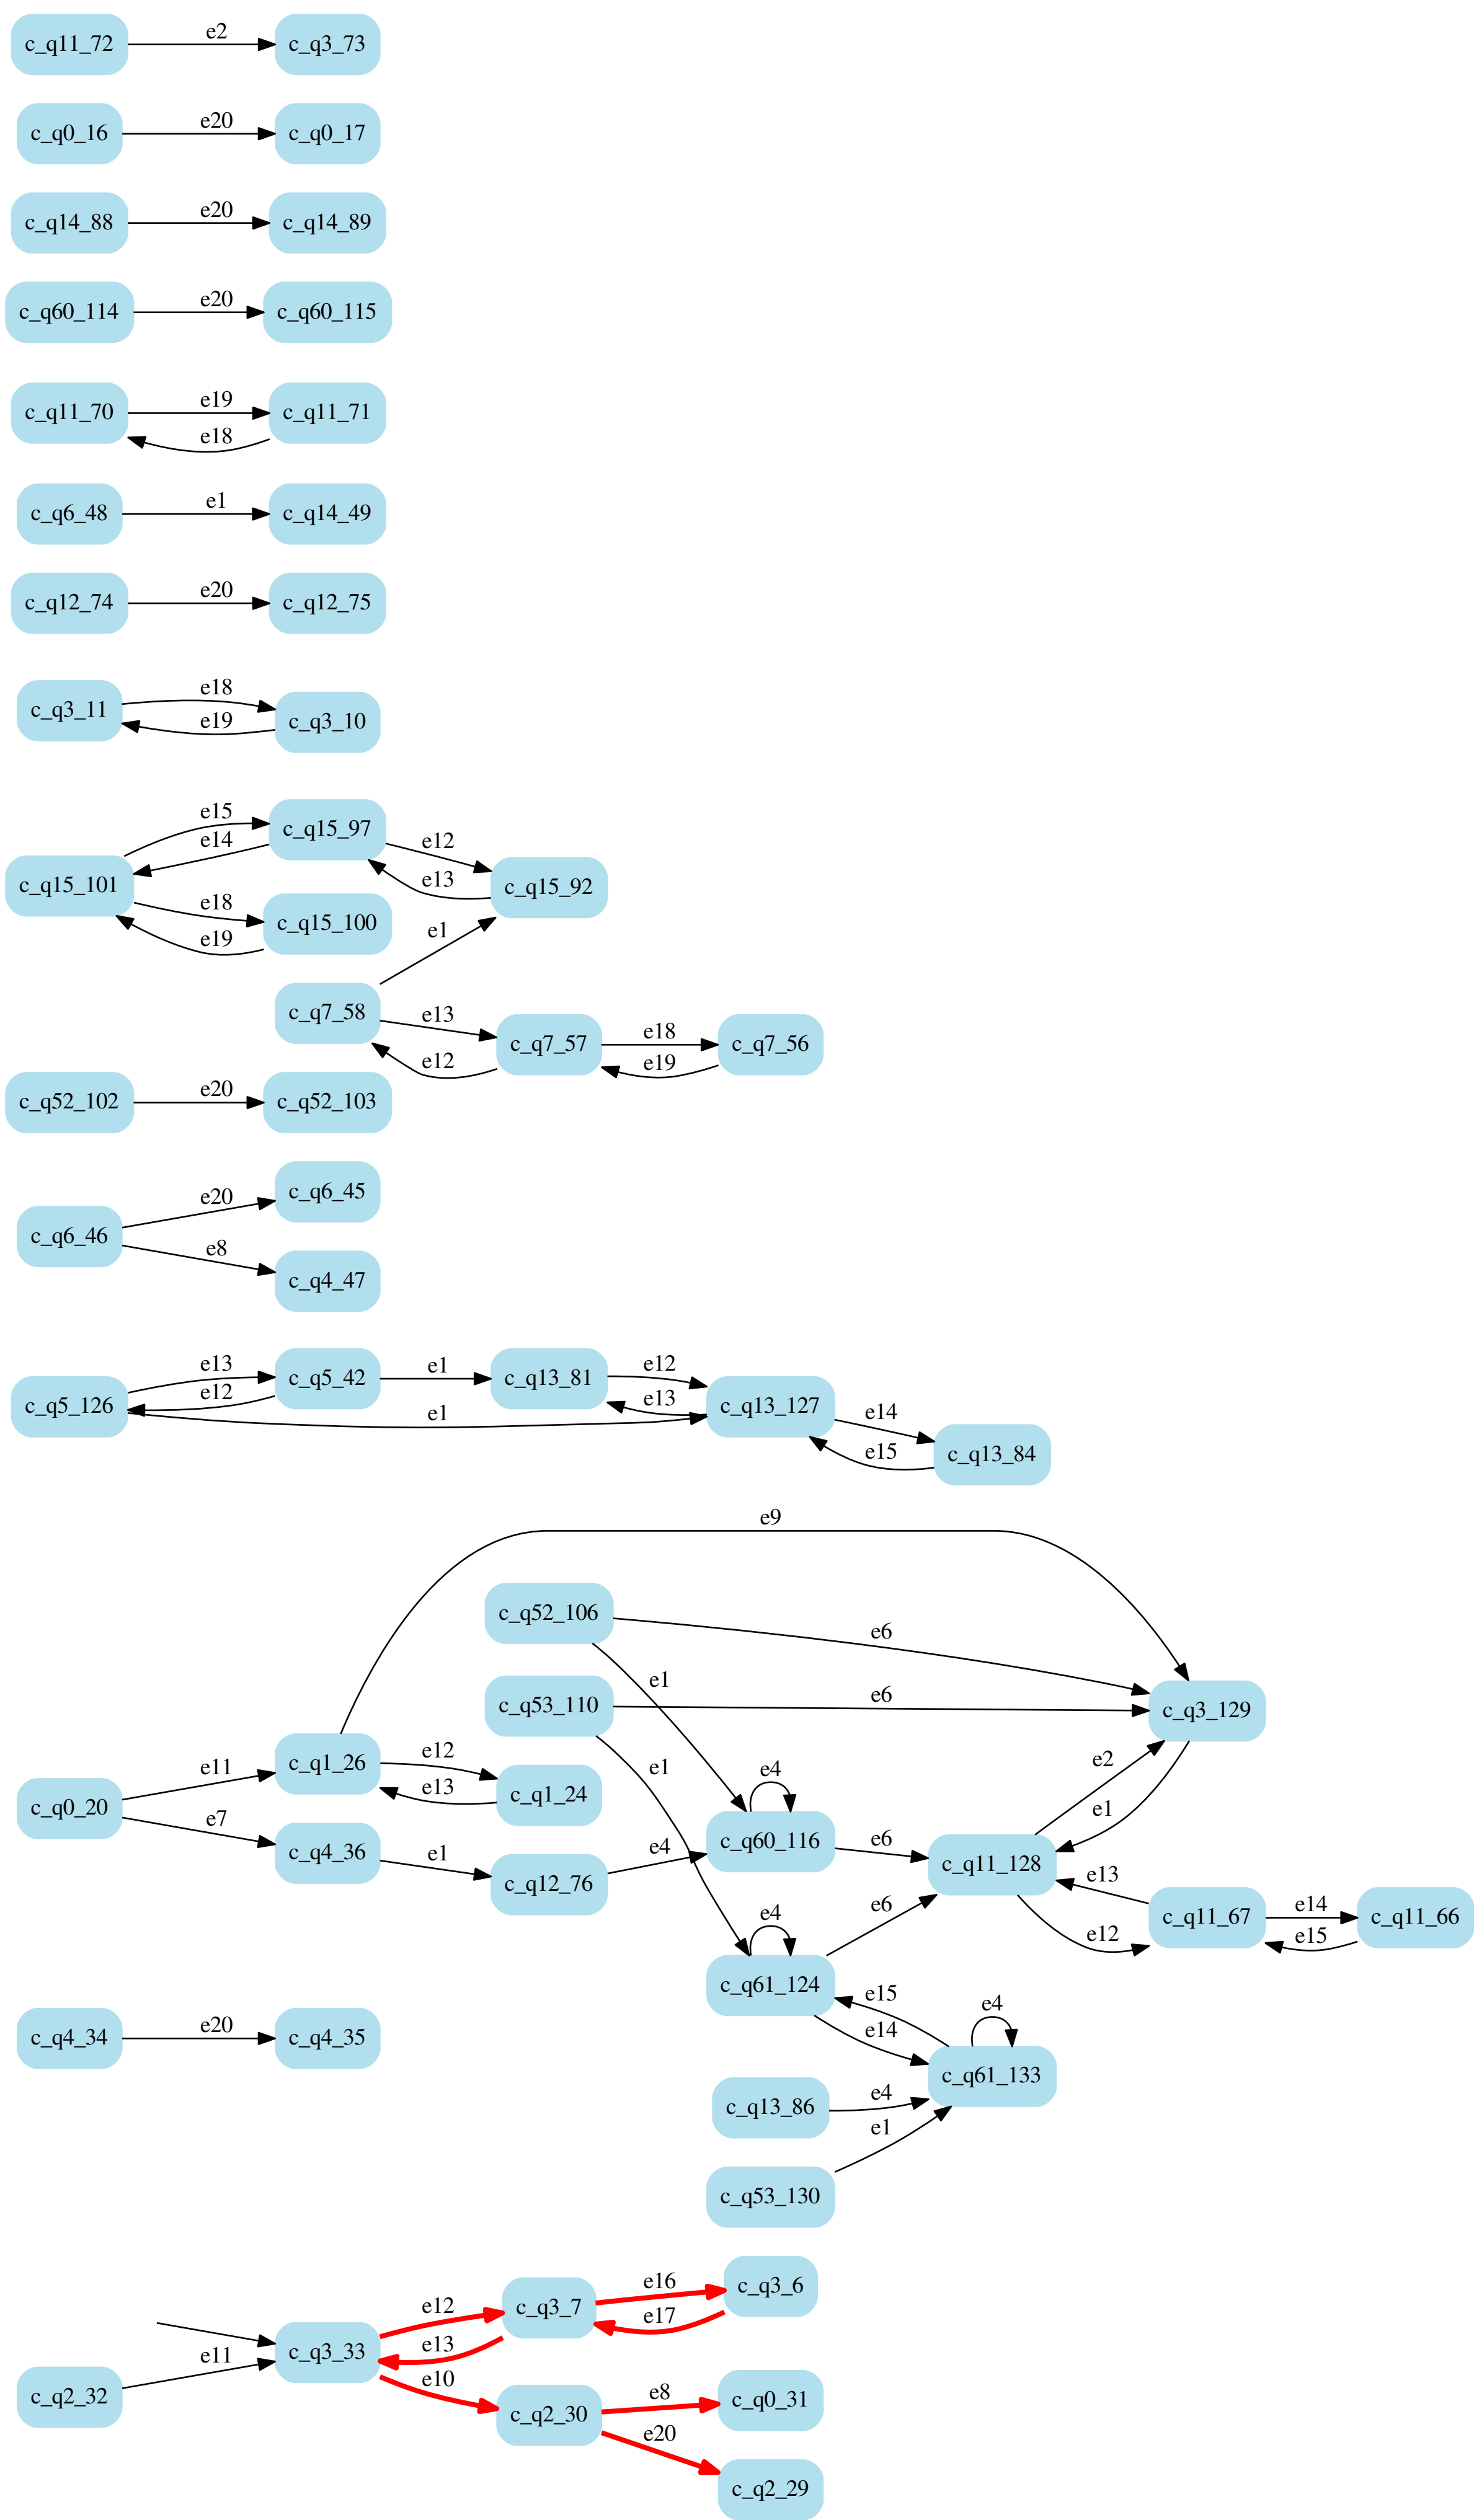 c_q11_72 e2 c_q3_73
c_q0_16 e20 c_q0_17
c_q14_88 e20 c_q14_89
c_q60_114 e20 c_q60_115
c_q11_70 e19 c_q11_71
e18
c_q6_48 e1 c_q14_49
c_q12_74 e20 c_q12_75
c_q3_11 e18 c_q3_10
e19
e15 c_q15_97 e12
e14
c_q15_101 e13 c_q15_92
e18 c_q15_100
e19 e1
c_q7_58 e13 c_q7_57 e18 c_q7_56
e12 e19
c_q52_102 e20 c_q52_103
c_q6_46 e20 c_q6_45
e8 c_q4_47
c_q5_126 e13 c_q5_42 e1 c_q13_81 e12
e12 e13 c_q13_127 e14
e1 e15 c_q13_84
e9
c_q52_106 e6
e1
c_q53_110 e6 c_q3_129
e11 c_q1_26 e12 e1 e4 e2
c_q0_20 e13 c_q1_24 e1
e7 c_q4_36 e1 c_q12_76 e4 c_q60_116 e6 c_q11_128
e13
e4 e6 e12 c_q11_67 e14 c_q11_66
e15
c_q61_124 e15 e4
c_q4_34 e20 c_q4_35 e14
c_q61_133
c_q13_86 e4
e1
c_q53_130
e16 c_q3_6
e12 c_q3_7 e17
c_q3_33 e13
e11 e10
c_q2_32 c_q2_30 e8 c_q0_31
e20
c_q2_29